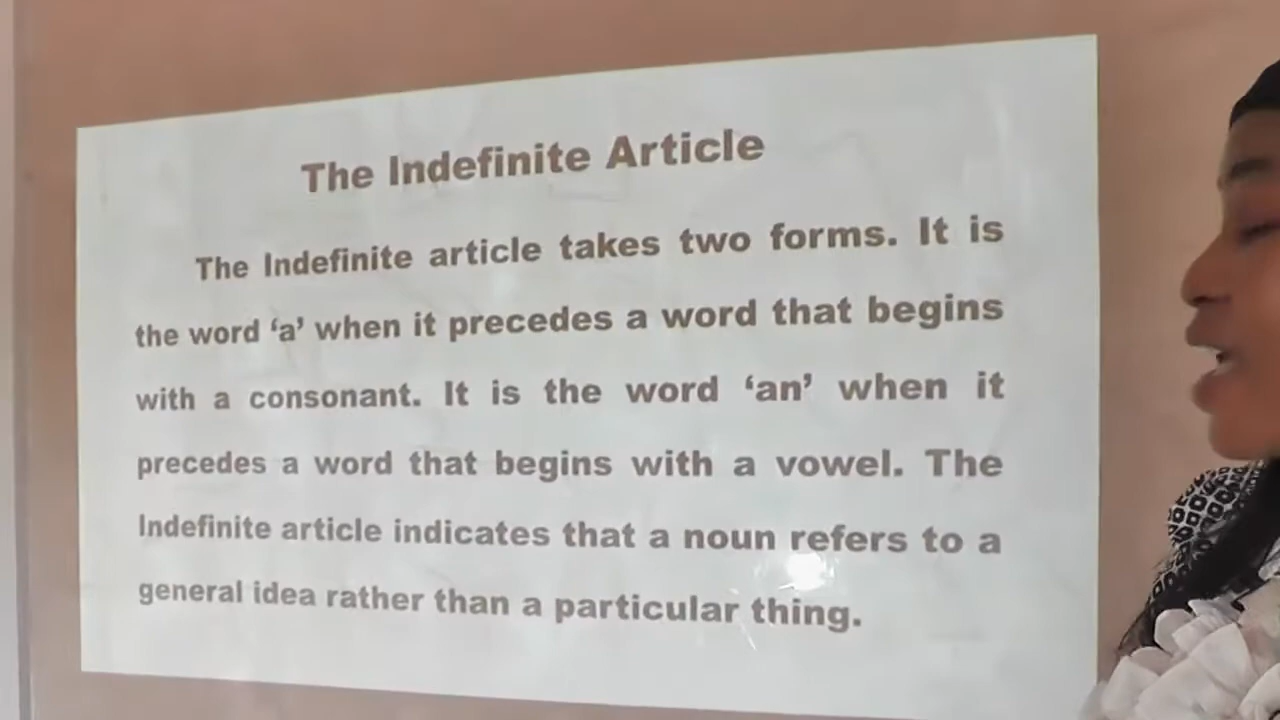 The Indefinite Article
The Indefinite article takes two forms. It is
the word ‘a’ when it precedes a word that begins
with a consonant. It is the word ‘an’ when it
precedes a word that begins with a vowel. The
Indefinite article indicates that a noun refers to a
general idea rather than a particular thing.